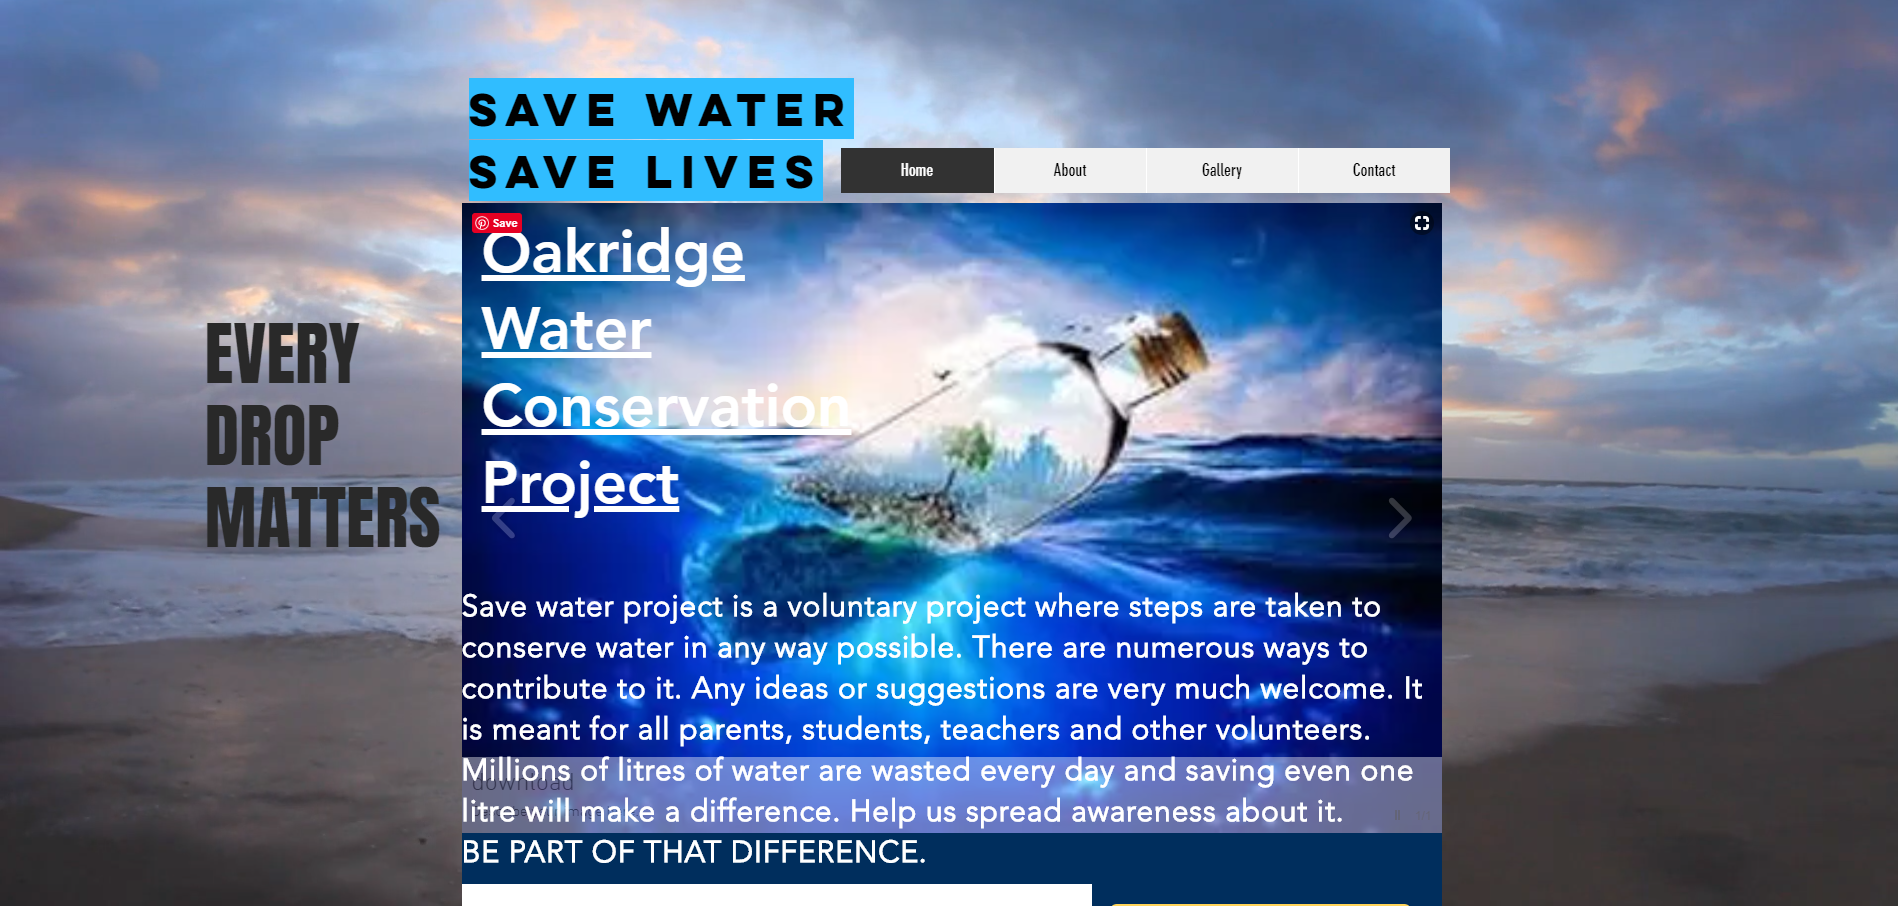 SAVE WATER
SAVE LIVES
Home
About
Gallery
Contact
Save
Oakridge
Water
Conservation
Project
EVERY
DROP
MATTERS
Save water project is a voluntary project where steps are taken to
conserve water in any way possible. There are numerous ways to
contribute to it. Any ideas or suggestions are very much welcome. It
is meant for all parents, students, teachers and other volunteers.
Millions of litres of water are wasted every day and saving even one
download
litre will make a difference. Help us spread awareness about it.
BE PART OF THAT DIFFERENCE.